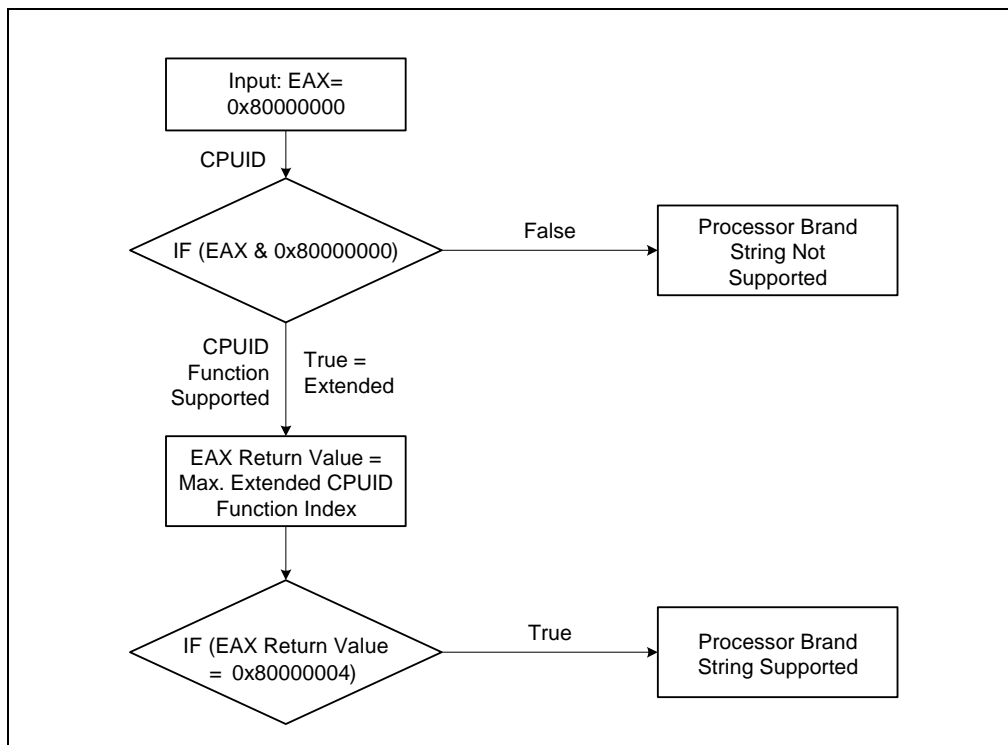 Input: EAX=
0x80000000
CPUID
IF (EAX & 0x80000000)
False
Processor Brand
String Not
Supported
CPUID
Function
Supported
True =
Extended
EAX Return Value =
Max. Extended CPUID
Function Index
IF (EAX Return Value
= 0x80000004)
True
Processor Brand
String Supported